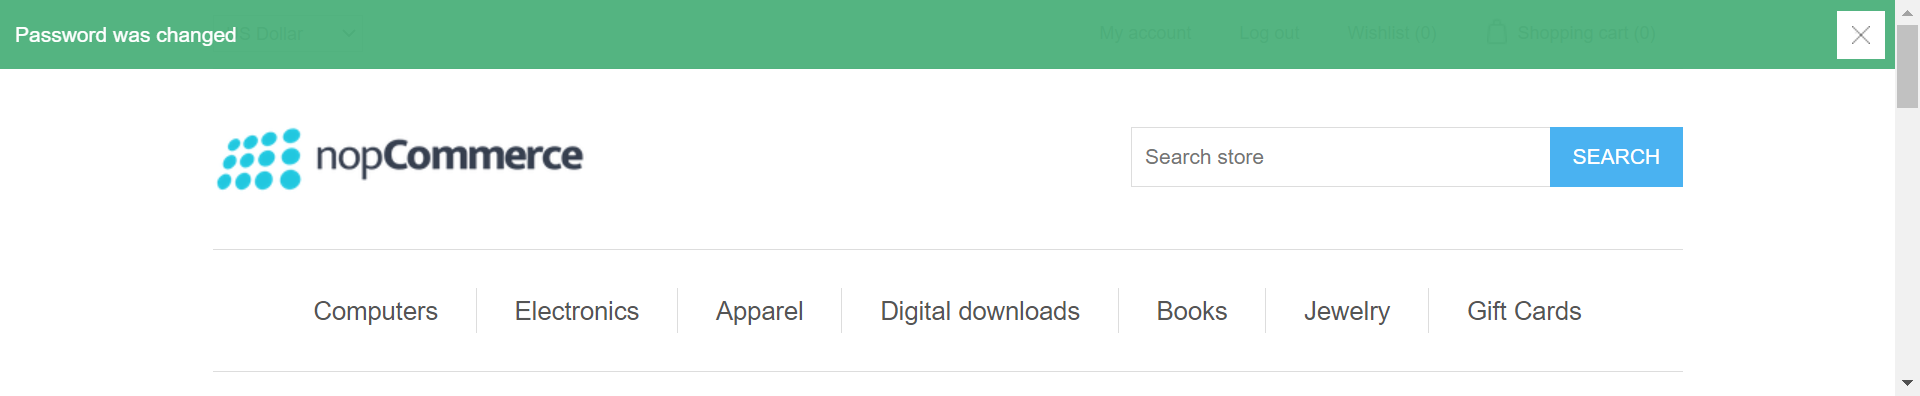 Password was changed
Dollar
My account Log out Wishlist (0) Shopping cart (0)
nopCommerce
Search store SEARCH
Computers Electronics Apparel Digital downloads Books Jewelry Gift Cards